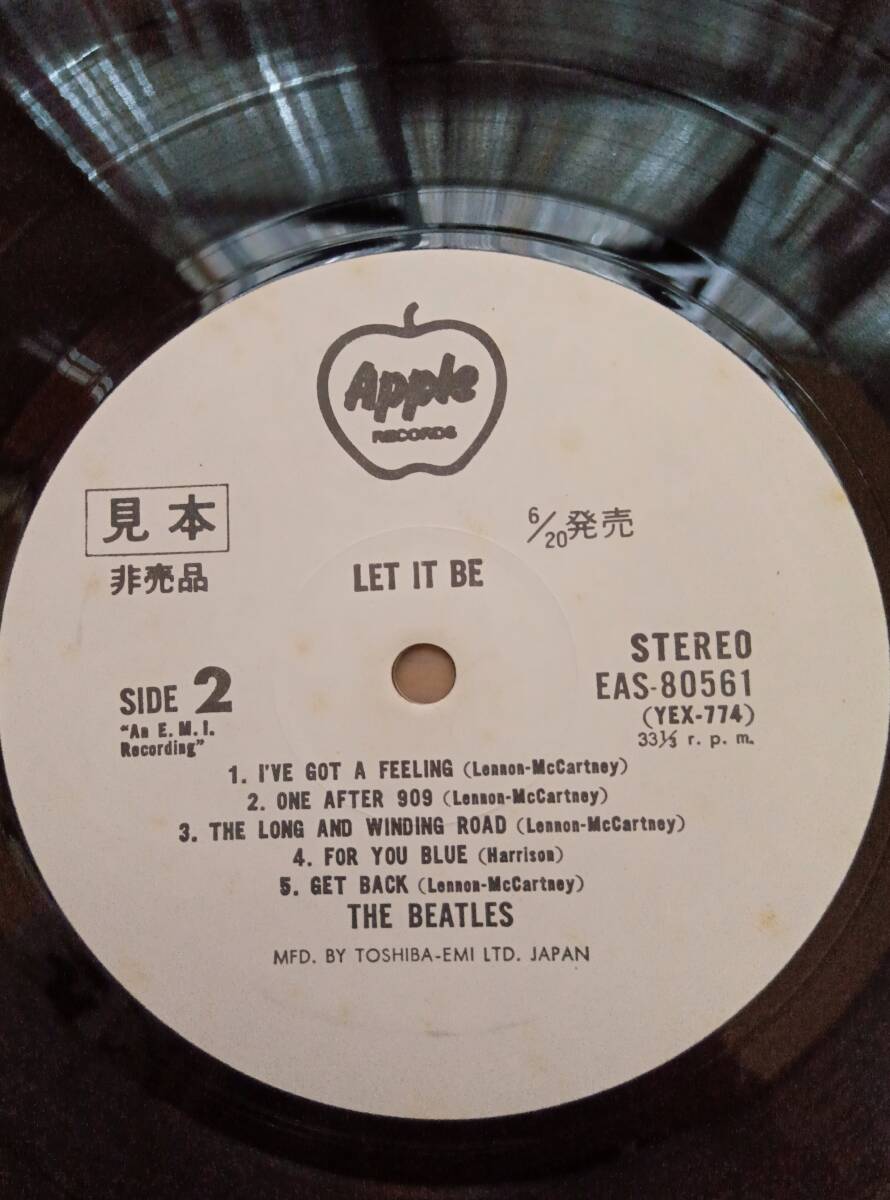 Apple
RECORDS
見本
非売品
6/20発売
LET IT BE
STEREO
EAS-80561
(YEX-774)
33⅓ r. p. m.
SIDE 2
"An E. M. I.
Recording"
1. I'VE GOT A FEELING (Lennon-McCartney)
2. ONE AFTER 909 (Lennon-McCartney)
3. THE LONG AND WINDING ROAD (Lennon-McCartney)
4. FOR YOU BLUE (Harrison)
5. GET BACK (Lennon-McCartney)
THE BEATLES
MFD. BY TOSHIBA-EMI LTD. JAPAN